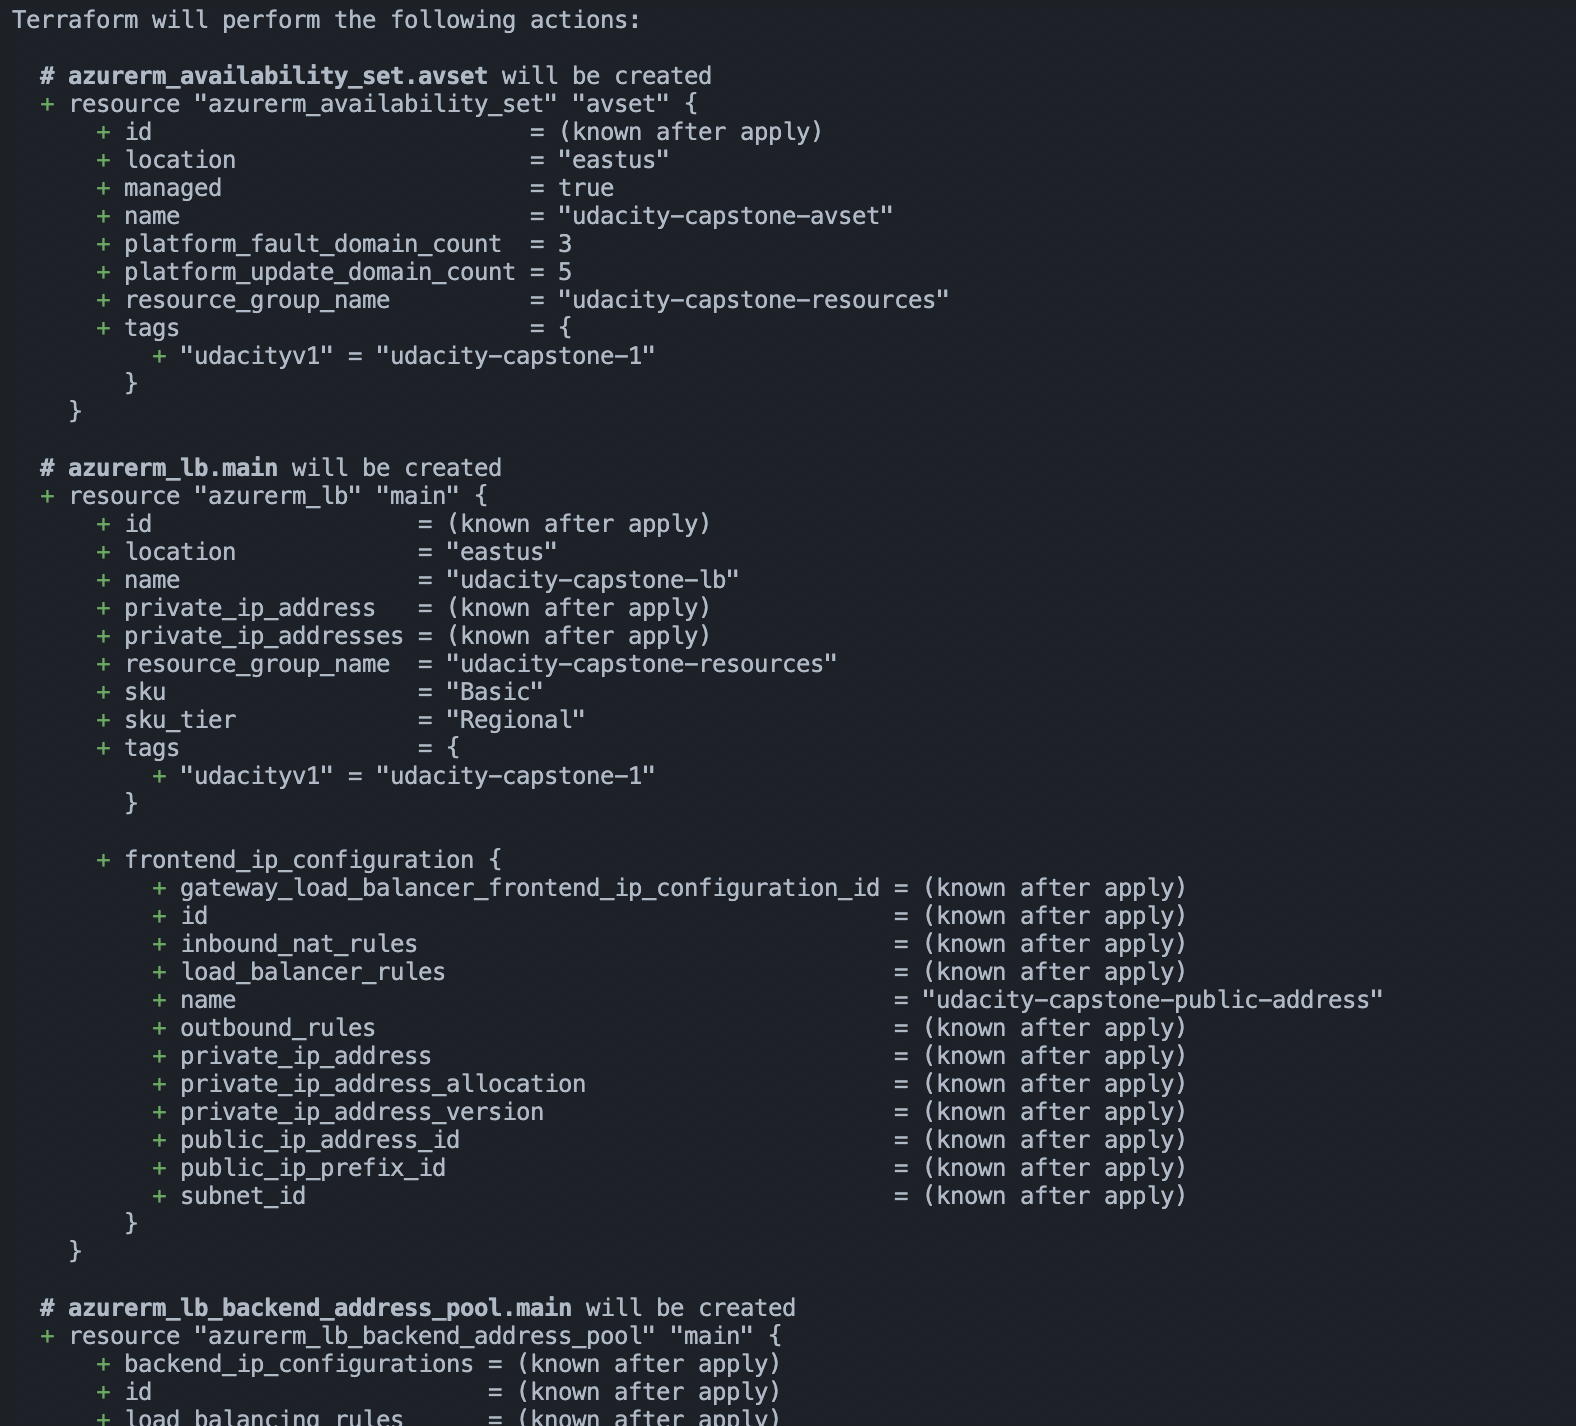 Terraform will perform the following actions:
# azurerm_availability_set.avset will be created
+ resource "azurerm_availability_set" "avset" {
+ id = (known after apply)
+ location = "eastus"
+ managed = true
+ name = "udacity-capstone-avset"
+ platform_fault_domain_count = 3
+ platform_update_domain_count = 5
+ resource_group_name = "udacity-capstone-resources"
+ tags = {
+ "udacityv1" = "udacity-capstone-1"
}
}
# azurerm_lb.main will be created
+ resource "azurerm_lb" "main" {
+ id = (known after apply)
+ location = "eastus"
+ name = "udacity-capstone-lb"
+ private_ip_address = (known after apply)
+ private_ip_addresses = (known after apply)
+ resource_group_name = "udacity-capstone-resources"
+ sku = "Basic"
+ sku_tier = "Regional"
+ tags = {
+ "udacityv1" = "udacity-capstone-1"
}
+ frontend_ip_configuration {
+ gateway_load_balancer_frontend_ip_configuration_id = (known after apply)
+ id = (known after apply)
+ inbound_nat_rules = (known after apply)
+ load_balancer_rules = (known after apply)
+ name = "udacity-capstone-public-address"
+ outbound_rules = (known after apply)
+ private_ip_address = (known after apply)
+ private_ip_address_allocation = (known after apply)
+ private_ip_address_version = (known after apply)
+ public_ip_address_id = (known after apply)
+ public_ip_prefix_id = (known after apply)
+ subnet_id = (known after apply)
}
}
# azurerm_lb_backend_address_pool.main will be created
+ resource "azurerm_lb_backend_address_pool" "main" {
+ backend_ip_configurations = (known after apply)
+ id = (known after apply)
+ load_balancing_rules = (known after apply)